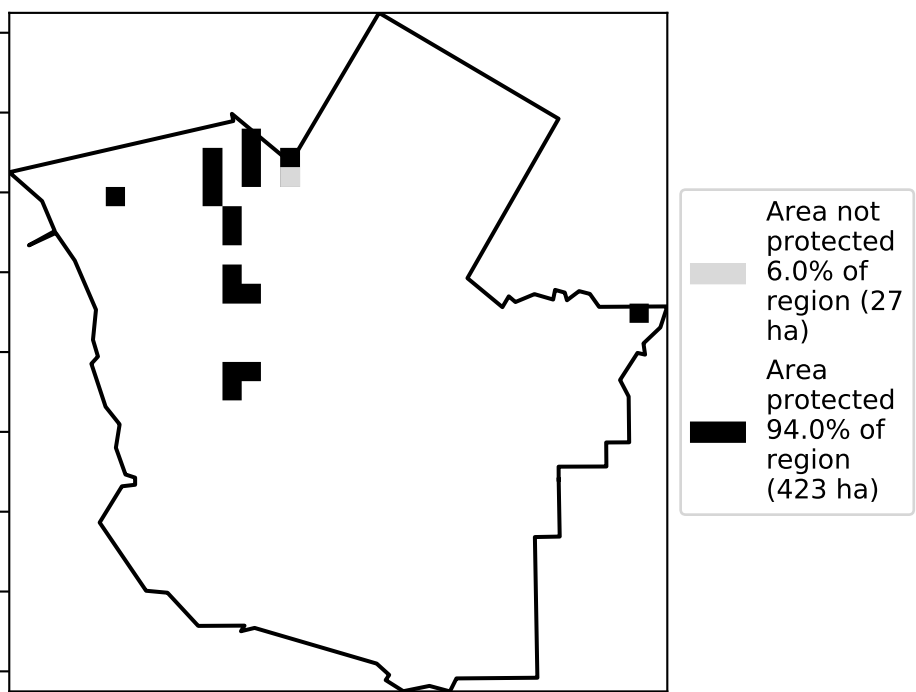 Area not
protected
6.0% of
region (27
ha)
Area
protected
94.0% of
region
(423 ha)